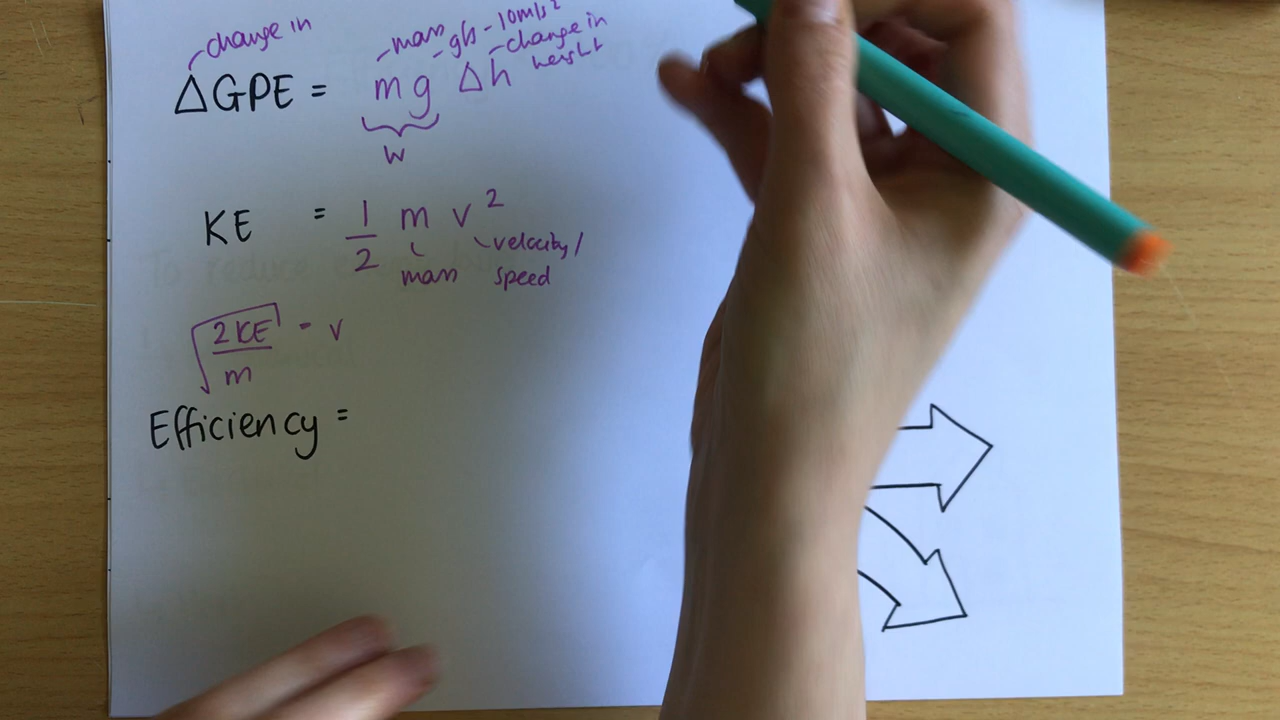 change in
mass
gfs - 10m/s²
change in
height
ΔGPE = mg Δh
w
KE = 1/2 m v²
mass
velocity/
speed
√2KE/m = v
Efficiency =